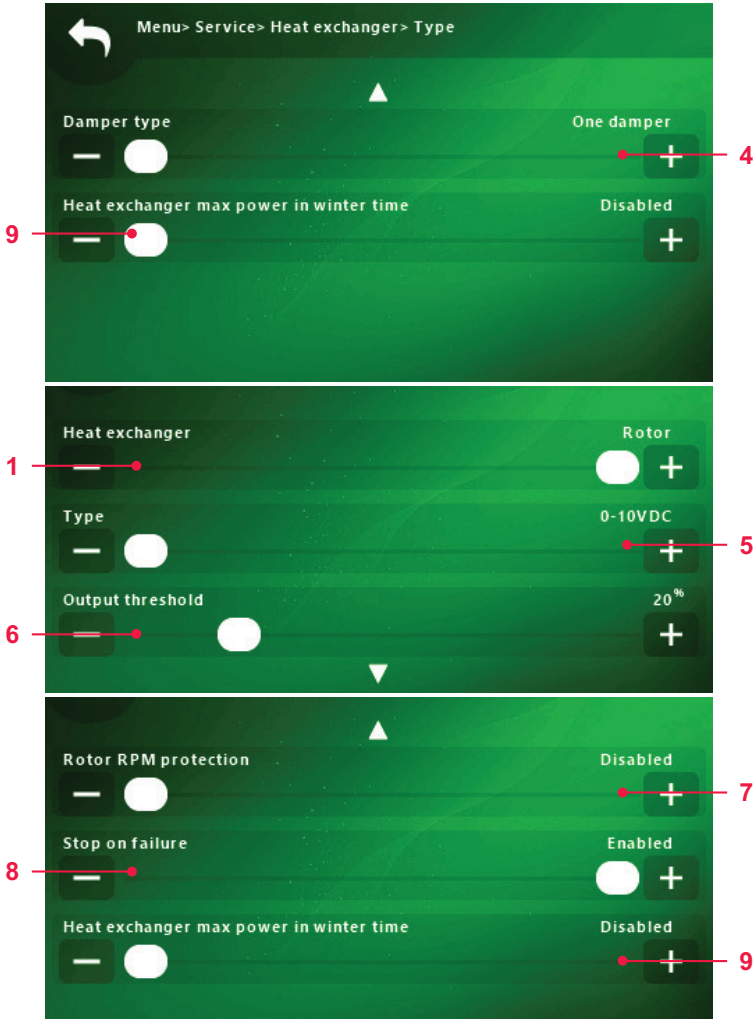 Menu> Service> Heat exchanger> Type
Damper type One damper
4
Heat exchanger max power in winter time Disabled
9
Heat exchanger Rotor
1
Type 0-10VDC
5
Output threshold 20%
6
Rotor RPM protection Disabled
7
Stop on failure Enabled
8
Heat exchanger max power in winter time Disabled
9